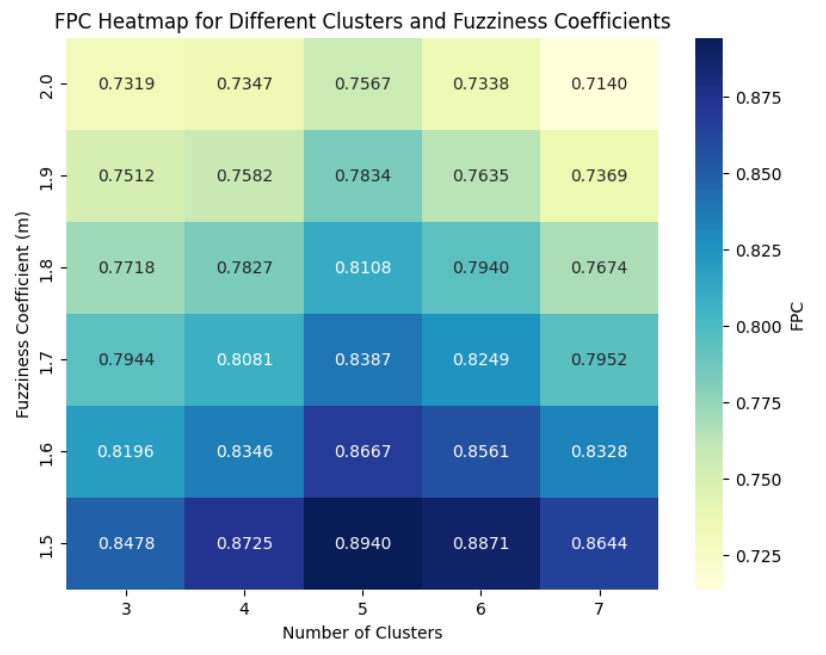 FPC Heatmap for Different Clusters and Fuzziness Coefficients
Fuzziness Coefficient (m)
2.0 0.7319 0.7347 0.7567 0.7338 0.7140
1.9 0.7512 0.7582 0.7834 0.7635 0.7369
1.8 0.7718 0.7827 0.8108 0.7940 0.7674
1.7 0.7944 0.8081 0.8387 0.8249 0.7952
1.6 0.8196 0.8346 0.8667 0.8561 0.8328
1.5 0.8478 0.8725 0.8940 0.8871 0.8644
3 4 5 6 7
Number of Clusters
0.875
0.850
0.825
0.800
0.775
0.750
0.725
FPC